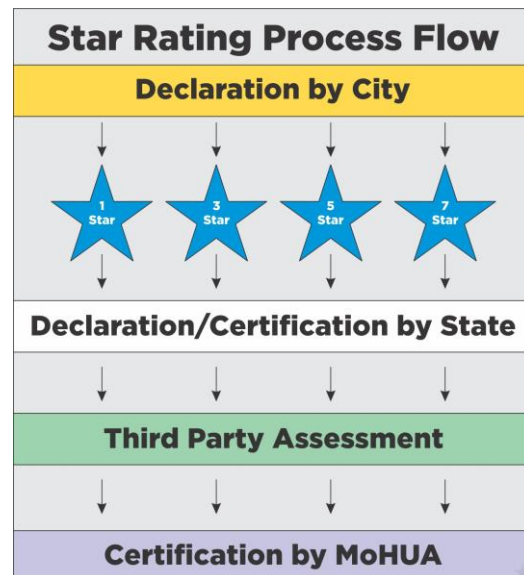 Star Rating Process Flow
Declaration by City
1
Star
3
Star
5
Star
7
Star
Declaration/Certification by State
Third Party Assessment
Certification by MoHUA